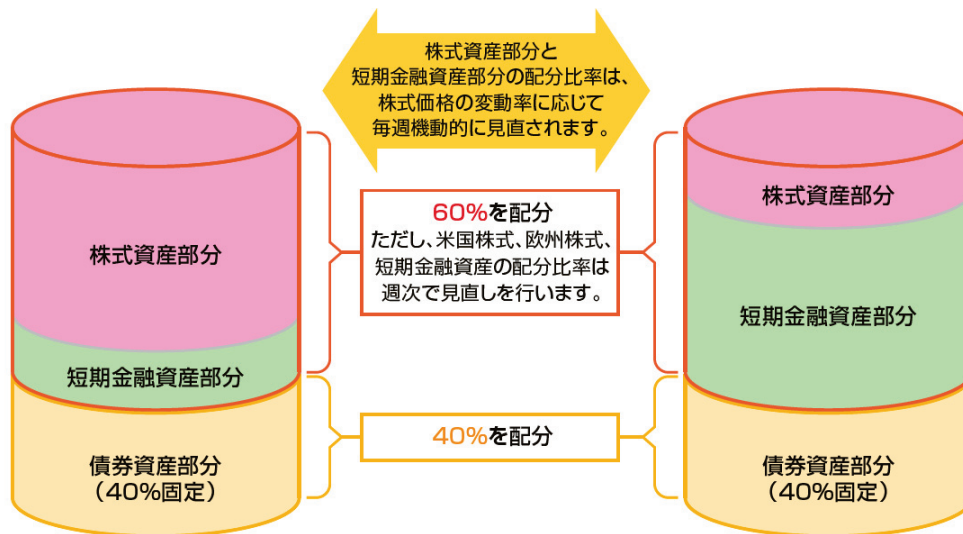 株式資産部分と
短期金融資産部分の配分比率は、
株式価格の変動率に応じて
毎週機動的に見直されます。
株式資産部分
短期金融資産部分
債券資産部分
（40%固定）
60%を配分
ただし、米国株式、欧州株式、
短期金融資産の配分比率は
週次で見直しを行います。
40%を配分
株式資産部分
短期金融資産部分
債券資産部分
（40%固定）